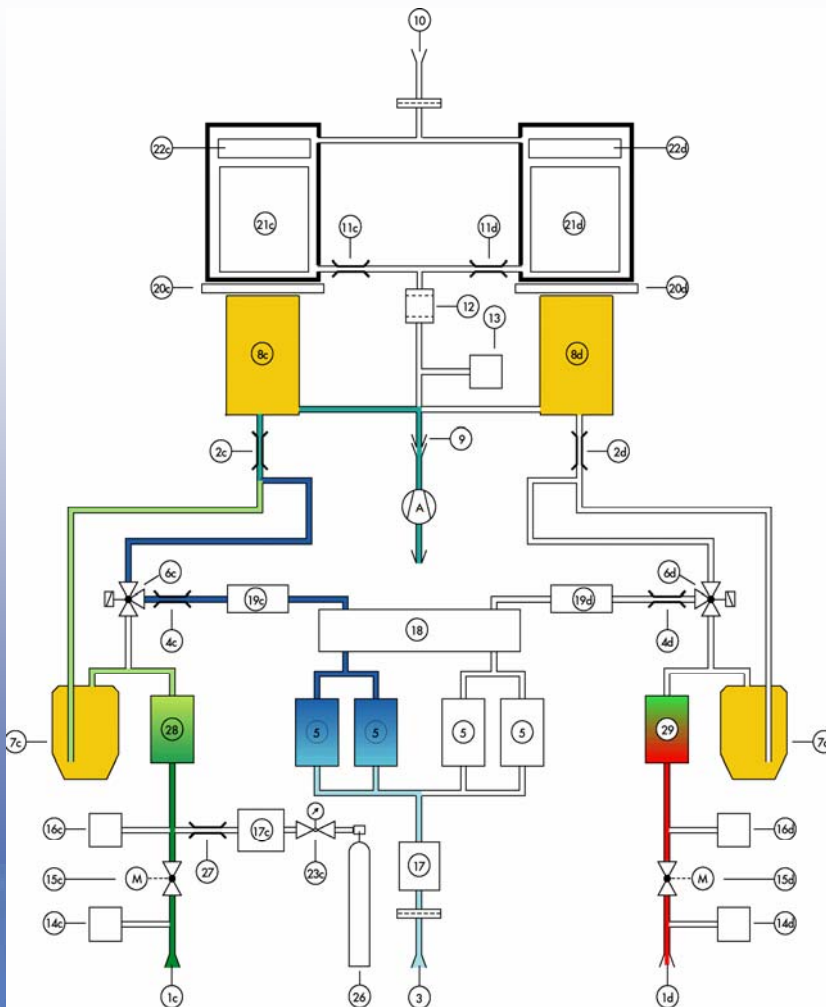 10
22c 22d
21c 11c 11d 21d
20c 20d
12 13
8c 8d
2c 9 2d
A
6c 6d
19c 19d
4c 18 4d
28 5 5 5 5 29
7c 7
16c 17c 16d
27 23c 17
15c M M 15d
14c 14d
1c 26 3 1d